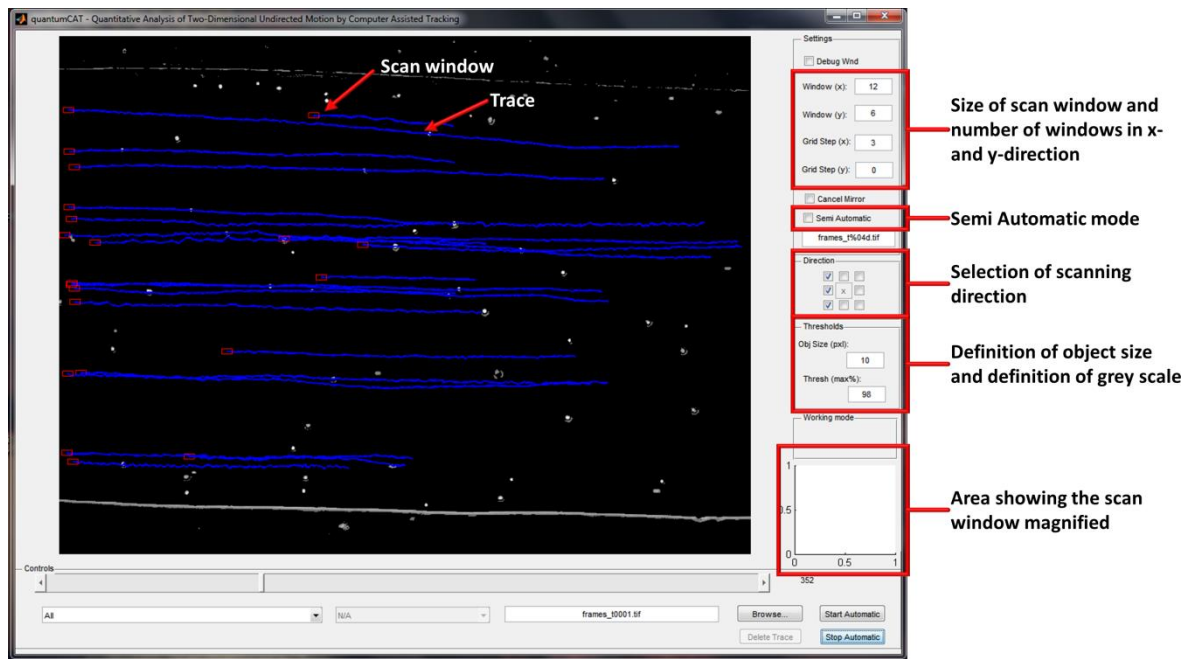 quantumCAT - Quantitative Analysis of Two-Dimensional Undirected Motion by Computer Assisted Tracking
Scan window
Trace
Settings
Debug Wnd
Window (x): 12
Window (y): 6
Grid Step (x): 3
Grid Step (y): 0
Cancel Mirror
Semi Automatic
frames_t%04d.tif
Direction
x
Thresholds
Obj Size (pxl):
10
Thresh (max%):
98
Working mode
1
0.5
0
0 0.5 1
352
Size of scan window and
number of windows in x-
and y-direction
Semi Automatic mode
Selection of scanning
direction
Definition of object size
and definition of grey scale
Area showing the scan
window magnified
Controls
All
N/A
frames_t0001.tif
Browse...
Start Automatic
Delete Trace
Stop Automatic